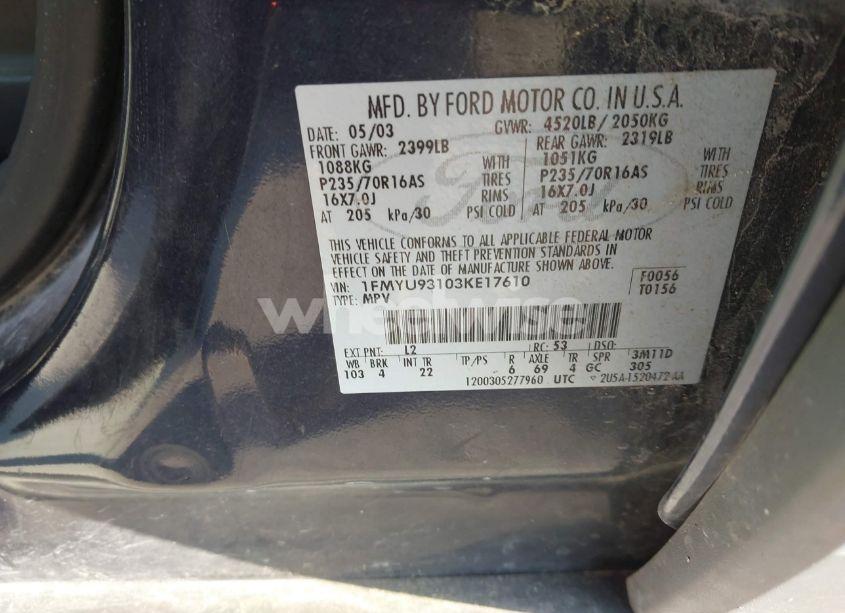 MFD. BY FORD MOTOR CO. IN U.S.A.
DATE: 05/03 GVWR: 4520LB / 2050KG
FRONT GAWR: 2399LB REAR GAWR: 2319LB
1088KG WITH 1051KG WITH
P235/70R16AS TIRES P235/70R16AS TIRES
16X7.0J RIMS 16X7.0J RIMS
AT 205 kPa/30 PSI COLD AT 205 kPa/30 PSI COLD
THIS VEHICLE CONFORMS TO ALL APPLICABLE FEDERAL MOTOR
VEHICLE SAFETY AND THEFT PREVENTION STANDARDS IN
EFFECT ON THE DATE OF MANUFACTURE SHOWN ABOVE.
VIN: 1FMYU93103KE17610 F0056
TYPE: MPV T0156
wheelwise
EXT PNT: L2 RC: 53 DSO:
WB BRK INT TR TP/PS R AXLE TR SPR 3M11D
103 4 22 6 69 4 GC 305
1200305277960 UTC 2U5A-1520472-AA
Ford